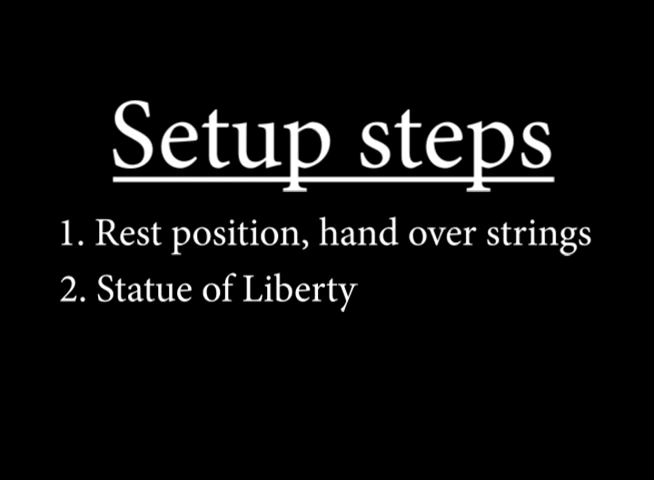 Setup steps
1. Rest position, hand over strings
2. Statue of Liberty